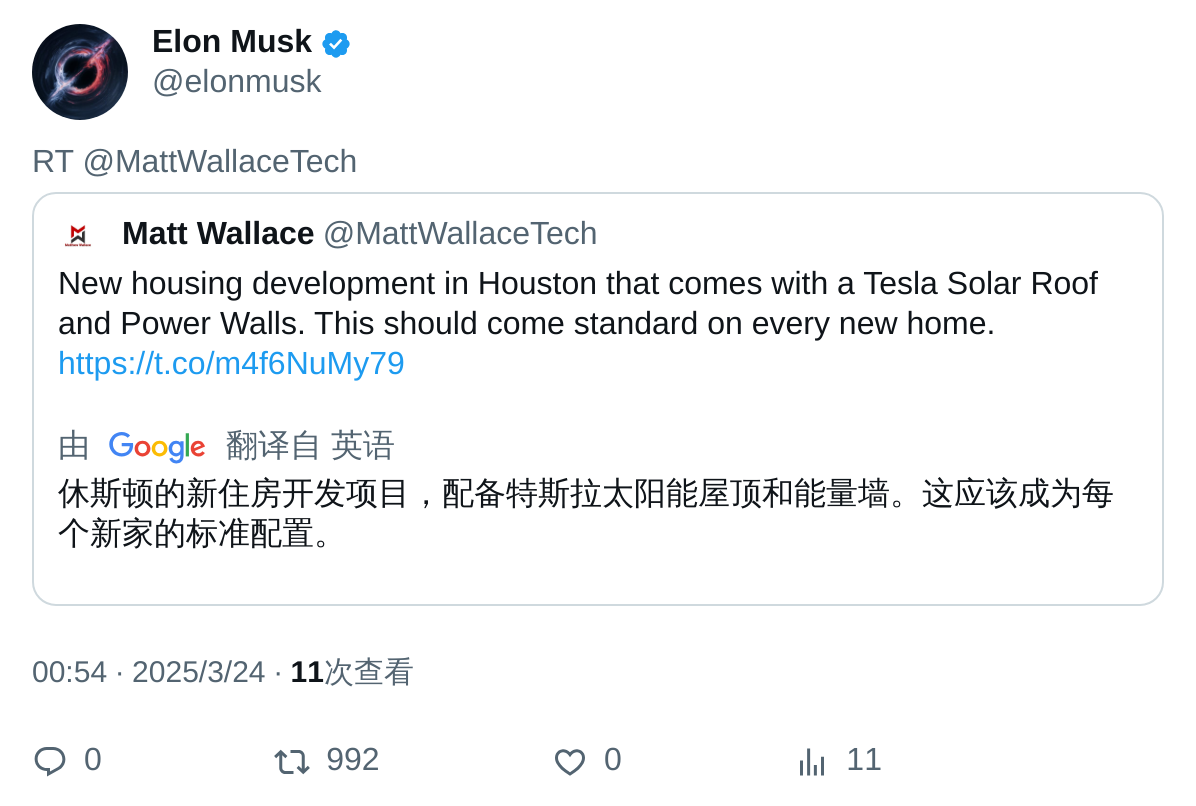 Elon Musk
@elonmusk
RT @MattWallaceTech
Matt Wallace @MattWallaceTech
New housing development in Houston that comes with a Tesla Solar Roof
and Power Walls. This should come standard on every new home.
https://t.co/m4f6NuMy79
由 Google 翻译自 英语
休斯顿的新住房开发项目，配备特斯拉太阳能屋顶和能量墙。这应该成为每
个新家的标准配置。
00:54 · 2025/3/24 · 11次查看
0 992 0 11